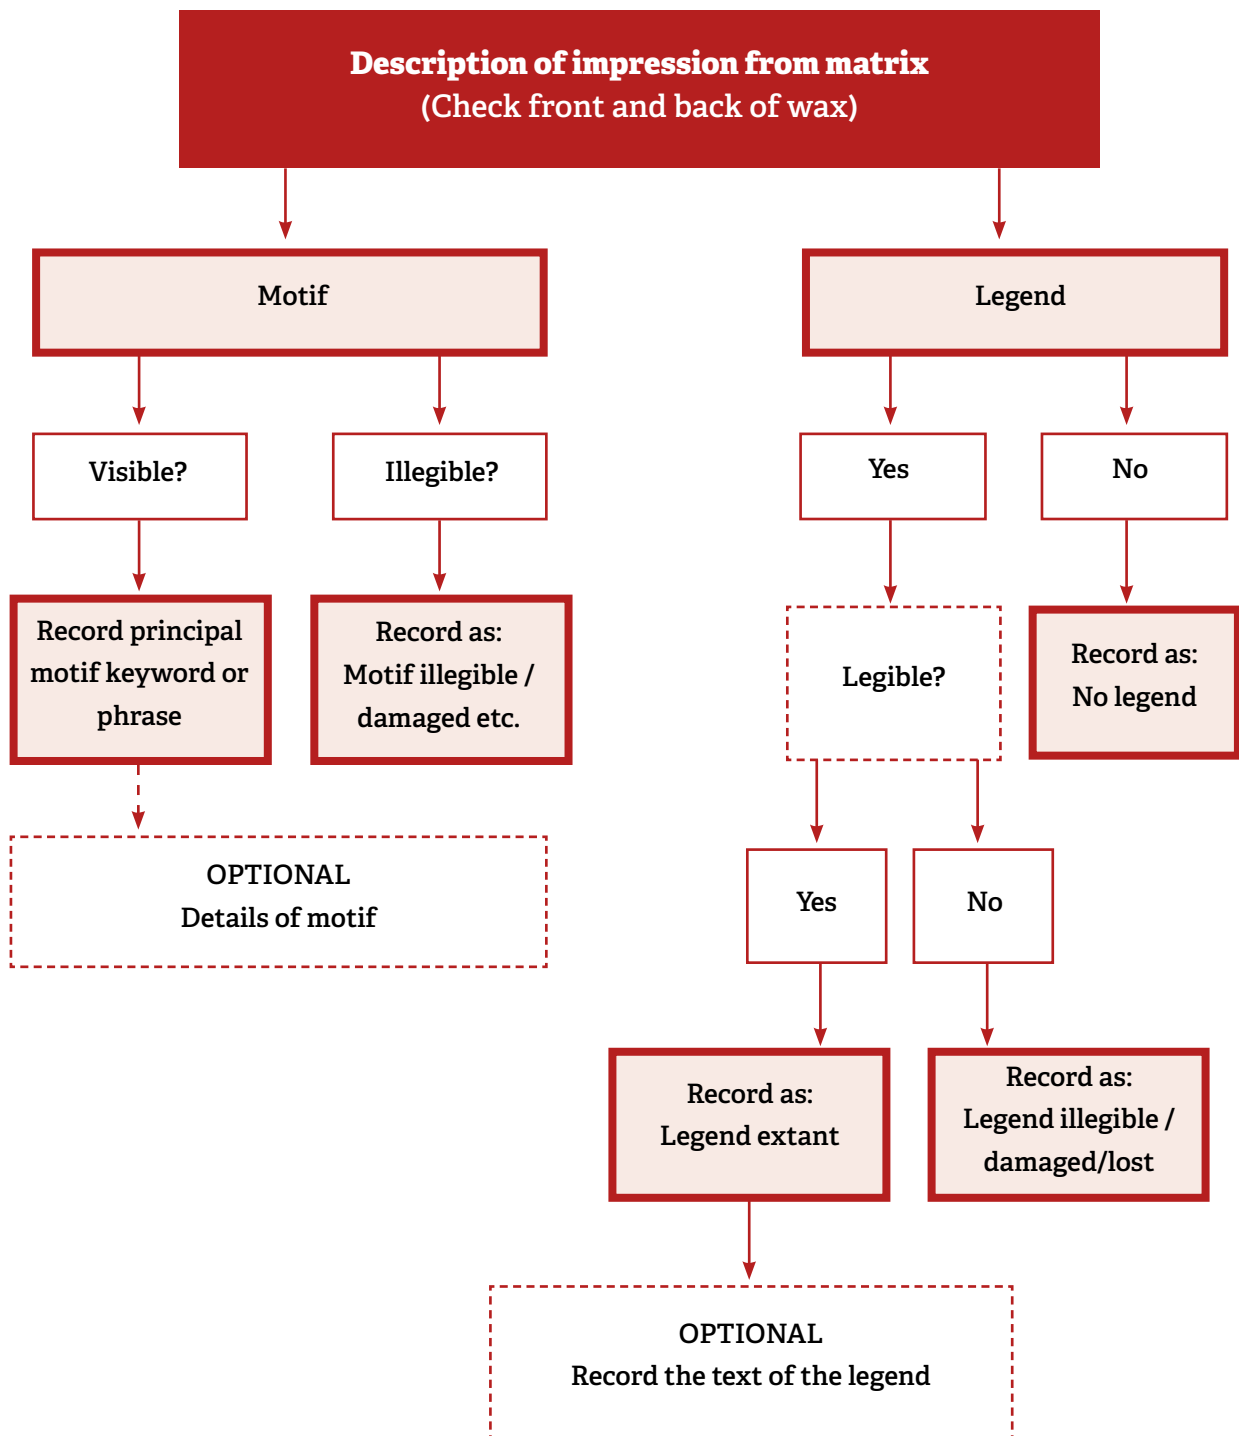 Description of impression from matrix
(Check front and back of wax)
Motif
Legend
Visible?
Illegible?
Yes
No
Record principal
motif keyword or
phrase
Record as:
Motif illegible /
damaged etc.
Legible?
Record as:
No legend
OPTIONAL
Details of motif
Yes
No
Record as:
Legend extant
Record as:
Legend illegible /
damaged/lost
OPTIONAL
Record the text of the legend